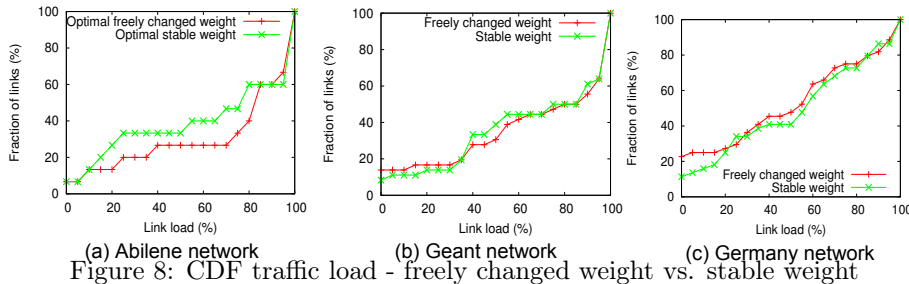 Fraction of links (%)
100
80
60
40
20
0
Optimal freely changed weight
Optimal stable weight
0 20 40 60 80 100
Link load (%)
(a) Abilene network
Fraction of links (%)
100
80
60
40
20
0
Freely changed weight
Stable weight
0 20 40 60 80 100
Link load (%)
(b) Geant network
Fraction of links (%)
100
80
60
40
20
0
Freely changed weight
Stable weight
0 20 40 60 80 100
Link load (%)
(c) Germany network
Figure 8: CDF traffic load - freely changed weight vs. stable weight